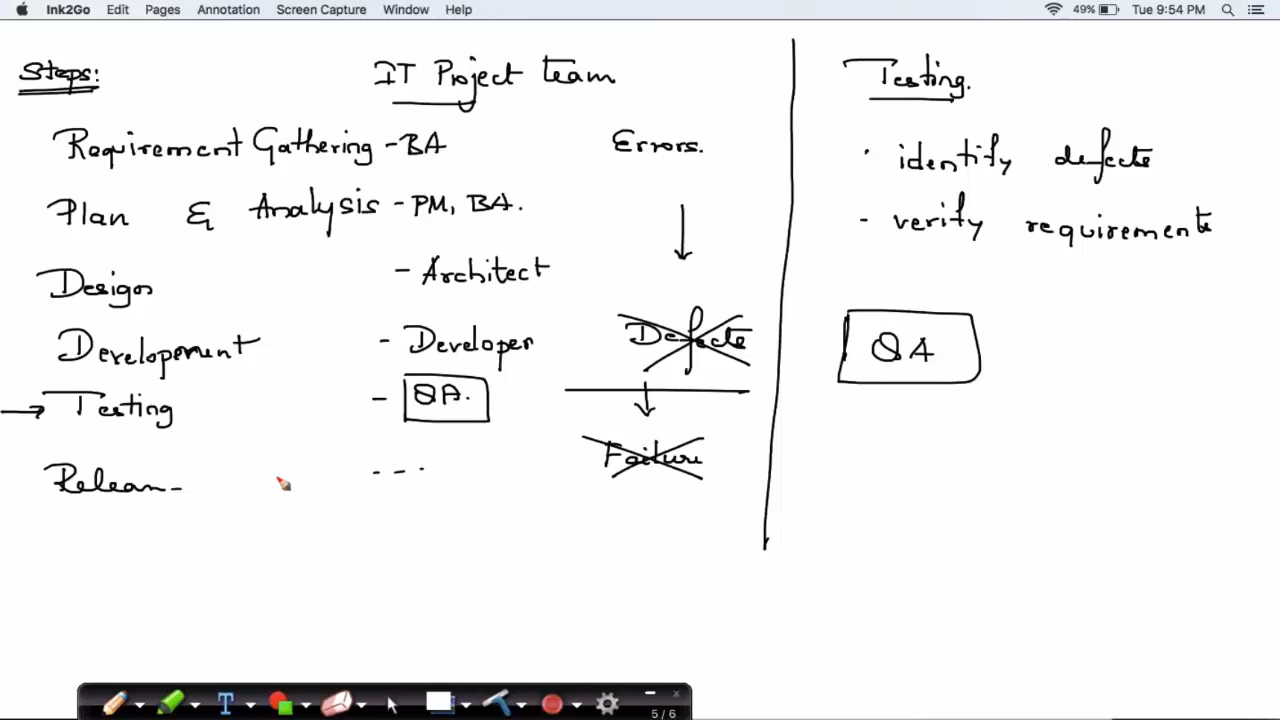 Ink2Go Edit Pages Annotation Screen Capture Window Help 49% Tue 9:54 PM
Steps:
IT Project team
Requirement Gathering - BA
Plan & Analysis - PM, BA.
Design - Architect
Development - Developer
→ Testing - QA.
Release - - - .
Errors.
Defects
Failure
Testing.
· identify defects
- verify requirements
QA
T
5 / 6